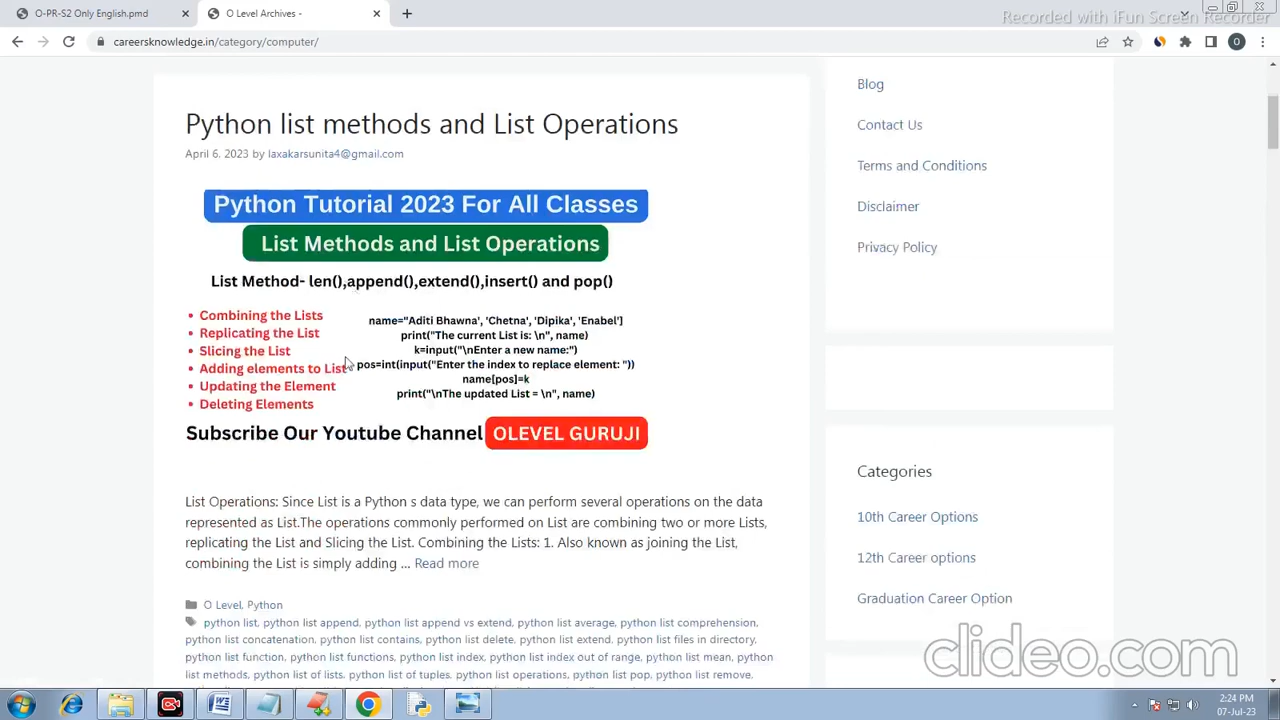 O-PR-S2 Only English.pmd
O Level Archives -
Recorded with iFun Screen Recorder
careersknowledge.in/category/computer/
O
Python list methods and List Operations
April 6, 2023 by laxakarsunita4@gmail.com
Python Tutorial 2023 For All Classes
List Methods and List Operations
List Method- len(),append(),extend(),insert() and pop()
• Combining the Lists
• Replicating the List
• Slicing the List
• Adding elements to List
• Updating the Element
• Deleting Elements
name="Aditi Bhawna', 'Chetna', 'Dipika', 'Enabel']
print("The current List is: \n", name)
k=input("\nEnter a new name:")
pos=int(input("Enter the index to replace element: "))
name[pos]=k
print("\nThe updated List = \n", name)
Subscribe Our Youtube Channel OLEVEL GURUJI
List Operations: Since List is a Python s data type, we can perform several operations on the data
represented as List.The operations commonly performed on List are combining two or more Lists,
replicating the List and Slicing the List. Combining the Lists: 1. Also known as joining the List,
combining the List is simply adding ... Read more
O Level, Python
python list, python list append, python list append vs extend, python list average, python list comprehension,
python list concatenation, python list contains, python list delete, python list extend, python list files in directory,
python list function, python list functions, python list index, python list index out of range, python list mean, python
list methods, python list of lists, python list of tuples, python list operations, python list pop, python list remove,
Blog
Contact Us
Terms and Conditions
Disclaimer
Privacy Policy
Categories
10th Career Options
12th Career options
Graduation Career Option
clideo.com
2:24 PM
07-Jul-23